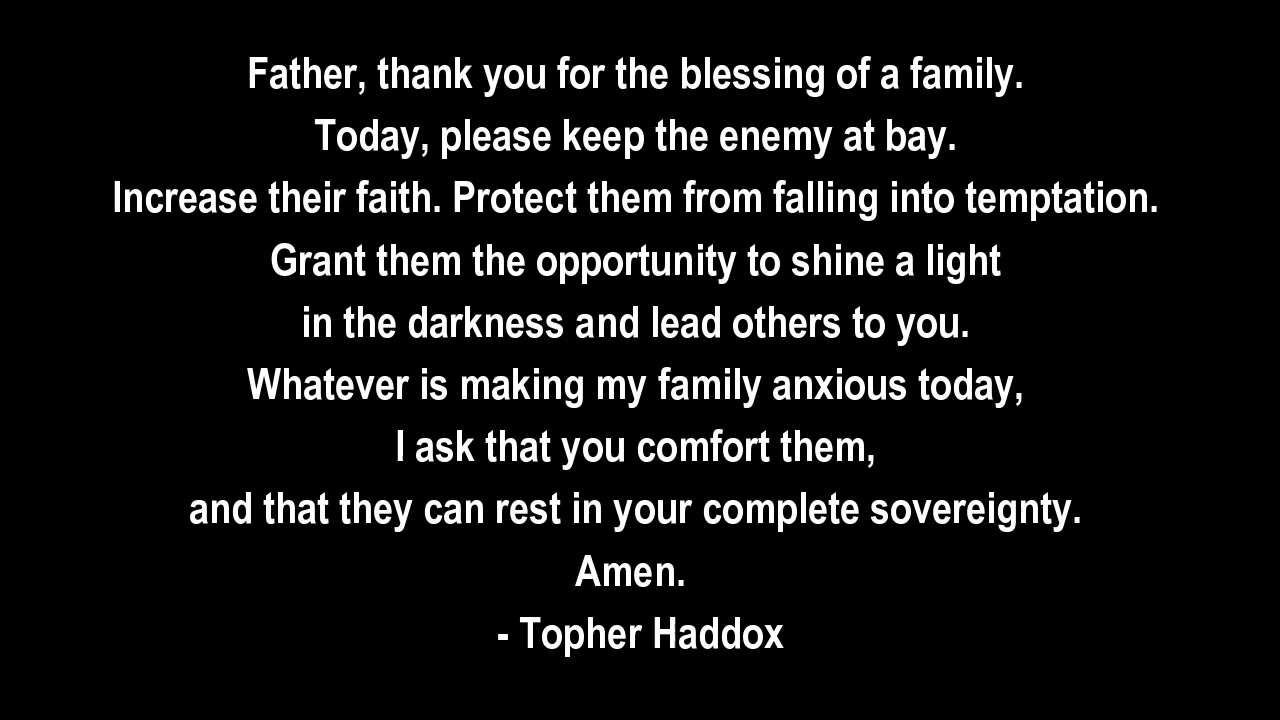 Father, thank you for the blessing of a family.
Today, please keep the enemy at bay.
Increase their faith. Protect them from falling into temptation.
Grant them the opportunity to shine a light
in the darkness and lead others to you.
Whatever is making my family anxious today,
I ask that you comfort them,
and that they can rest in your complete sovereignty.
Amen.
- Topher Haddox